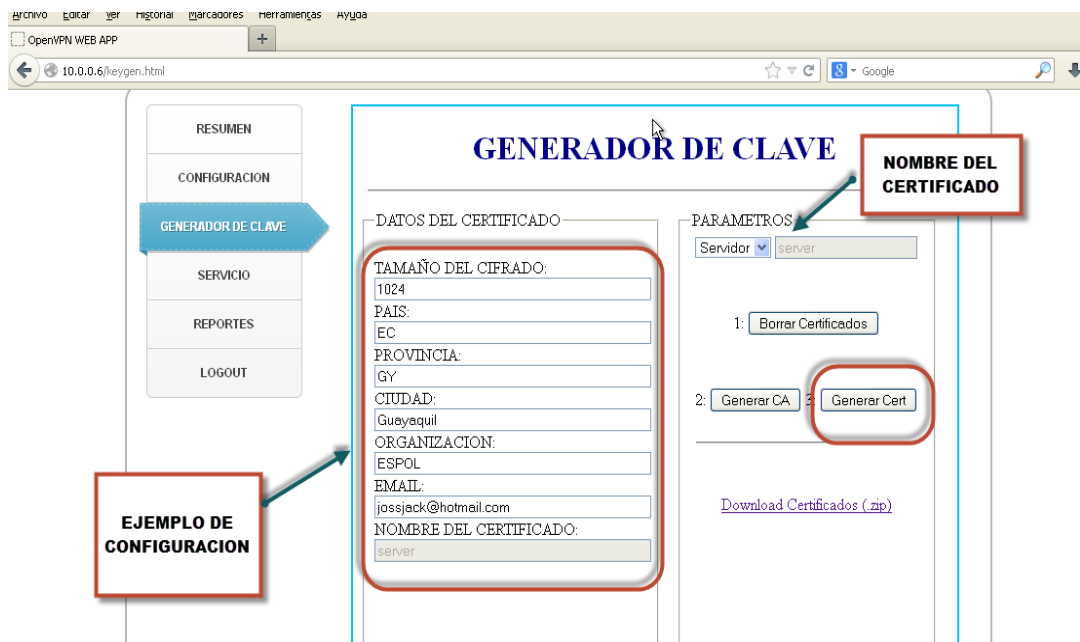 Archivo Editar Ver Historial Marcadores Herramientas Ayuda
OpenVPN WEB APP +
10.0.0.6/keygen.html
8 Google
RESUMEN
CONFIGURACION
GENERADOR DE CLAVE
SERVICIO
REPORTES
LOGOUT
GENERADOR DE CLAVE
NOMBRE DEL
CERTIFICADO
DATOS DEL CERTIFICADO
TAMAÑO DEL CIFRADO:
1024
PAIS:
EC
PROVINCIA:
GY
CIUDAD:
Guayaquil
ORGANIZACION:
ESPOL
EMAIL:
jossjack@hotmail.com
NOMBRE DEL CERTIFICADO:
server
PARAMETROS
Servidor server
1: Borrar Certificados
2: Generar CA 3: Generar Cert
Download Certificados (.zip)
EJEMPLO DE
CONFIGURACION